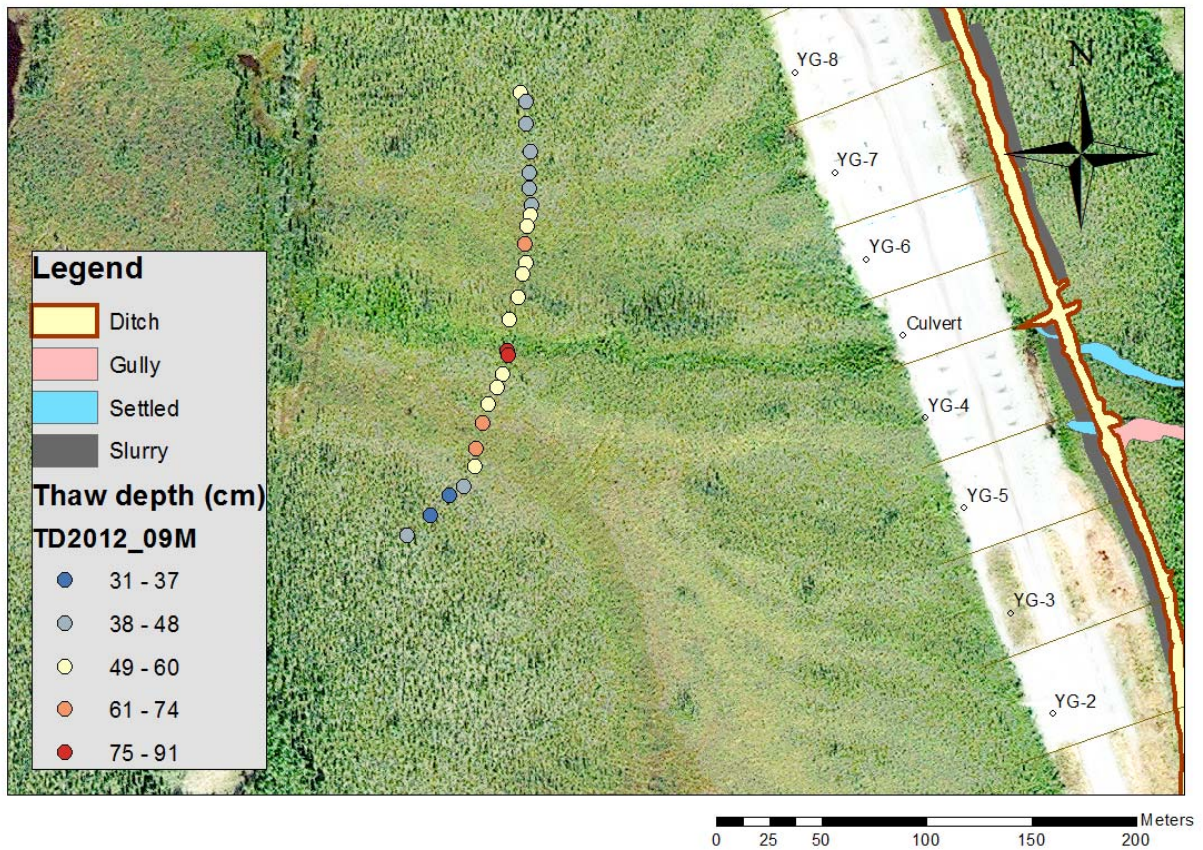 YG-8
N
YG-7
YG-6
Culvert
YG-4
YG-5
YG-3
YG-2
Legend
Ditch
Gully
Settled
Slurry
Thaw depth (cm)
TD2012_09M
31 - 37
38 - 48
49 - 60
61 - 74
75 - 91
Meters
0 25 50 100 150 200